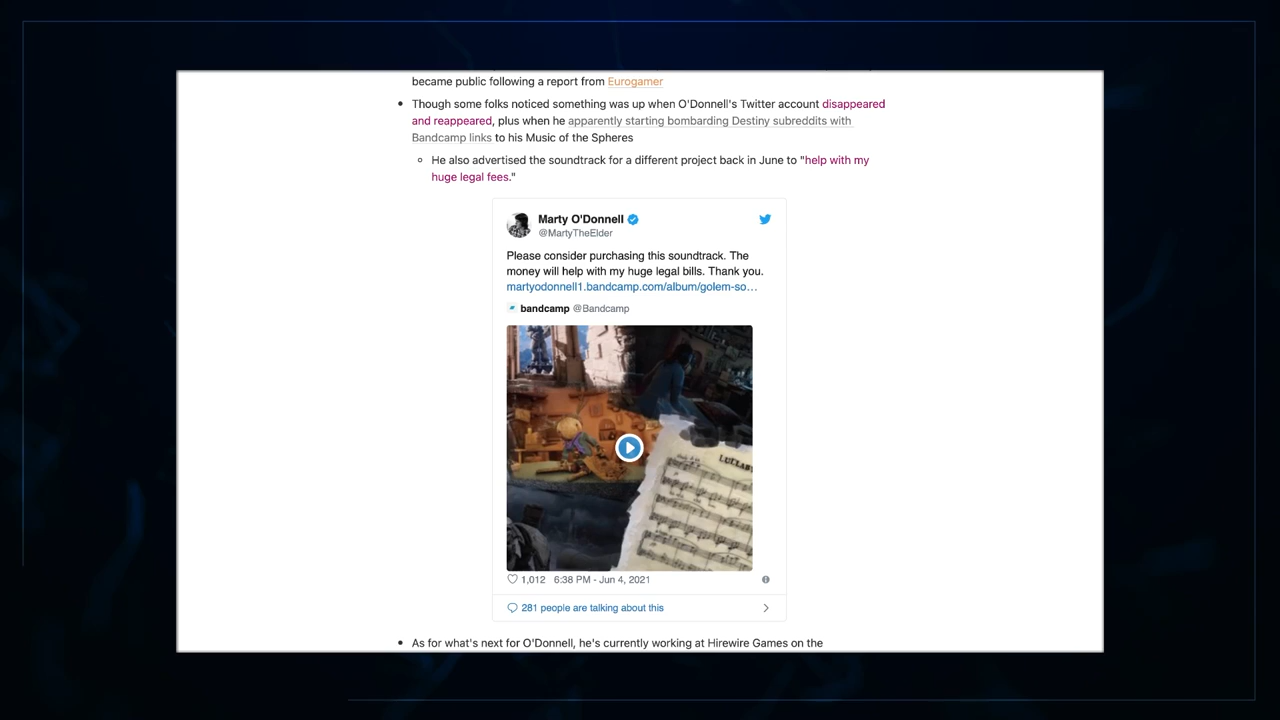 became public following a report from Eurogamer
Though some folks noticed something was up when O'Donnell's Twitter account disappeared
and reappeared, plus when he apparently starting bombarding Destiny subreddits with
Bandcamp links to his Music of the Spheres
He also advertised the soundtrack for a different project back in June to "help with my
huge legal fees."
Marty O'Donnell
@MartyTheElder
Please consider purchasing this soundtrack. The
money will help with my huge legal bills. Thank you.
martyodonnell1.bandcamp.com/album/golem-so…
bandcamp @Bandcamp
1,012 6:38 PM - Jun 4, 2021
281 people are talking about this
As for what's next for O'Donnell, he's currently working at Hirewire Games on the